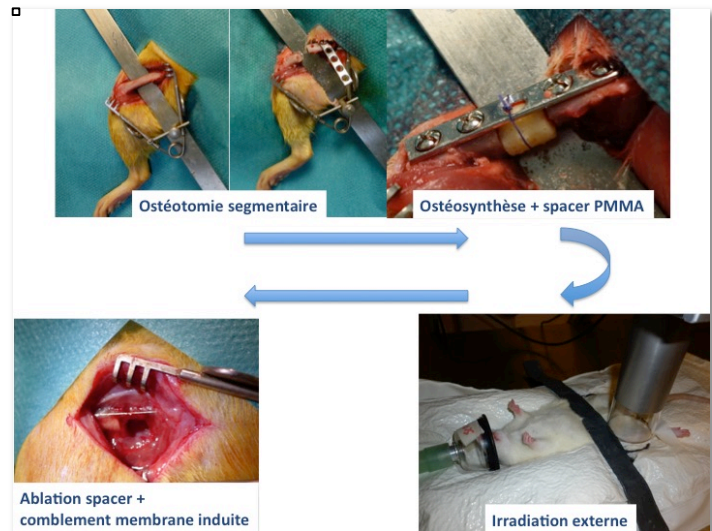 Ostéotomie segmentaire
Ostéosynthèse + spacer PMMA
Ablation spacer +
comblement membrane induite
Irradiation externe